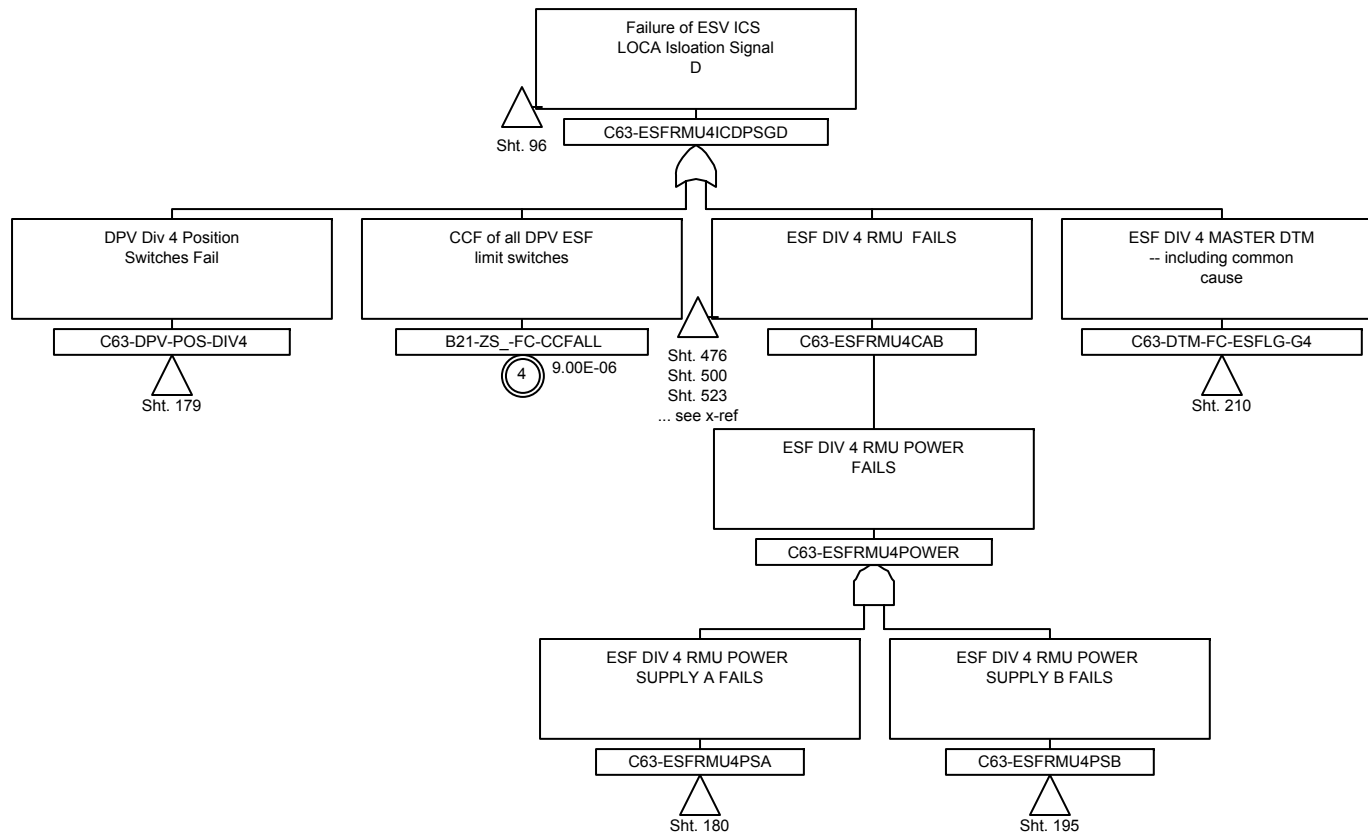 Failure of ESV ICS
LOCA Isloation Signal
D
Sht. 96
C63-ESFRMU4ICDPSGD
DPV Div 4 Position
Switches Fail
C63-DPV-POS-DIV4
Sht. 179
CCF of all DPV ESF
limit switches
B21-ZS_-FC-CCFALL
4
9.00E-06
ESF DIV 4 RMU FAILS
C63-ESFRMU4CAB
Sht. 476
Sht. 500
Sht. 523
... see x-ref
ESF DIV 4 MASTER DTM
-- including common
cause
C63-DTM-FC-ESFLG-G4
Sht. 210
ESF DIV 4 RMU POWER
FAILS
C63-ESFRMU4POWER
ESF DIV 4 RMU POWER
SUPPLY A FAILS
C63-ESFRMU4PSA
Sht. 180
ESF DIV 4 RMU POWER
SUPPLY B FAILS
C63-ESFRMU4PSB
Sht. 195